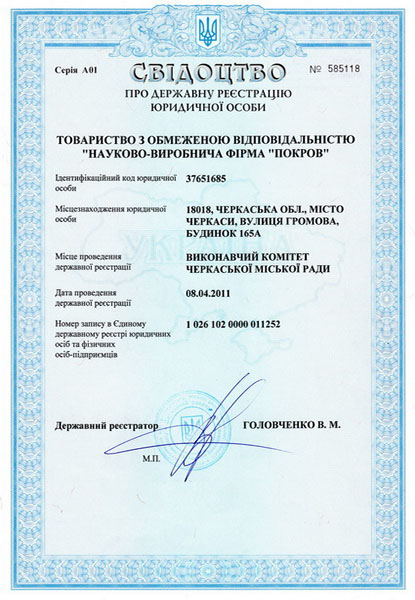 Серія А01
СВІДОЦТВО
№ 585118
ПРО ДЕРЖАВНУ РЕЄСТРАЦІЮ
ЮРИДИЧНОЇ ОСОБИ
ТОВАРИСТВО З ОБМЕЖЕНОЮ ВІДПОВІДАЛЬНІСТЮ
"НАУКОВО-ВИРОБНИЧА ФІРМА "ПОКРОВ"
Ідентифікаційний код юридичної 37651685
особи
Місцезнаходження юридичної 18018, ЧЕРКАСЬКА ОБЛ., МІСТО
особи ЧЕРКАСИ, ВУЛИЦЯ ГРОМОВА,
БУДИНОК 165А
УКРАЇНА
Місце проведення ВИКОНАВЧИЙ КОМІТЕТ
державної реєстрації ЧЕРКАСЬКОЇ МІСЬКОЇ РАДИ
Дата проведення 08.04.2011
державної реєстрації
Номер запису в Єдиному 1 026 102 0000 011252
державному реєстрі юридичних
осіб та фізичних
осіб-підприємців
Державний реєстратор ГОЛОВЧЕНКО В. М.
М.П.